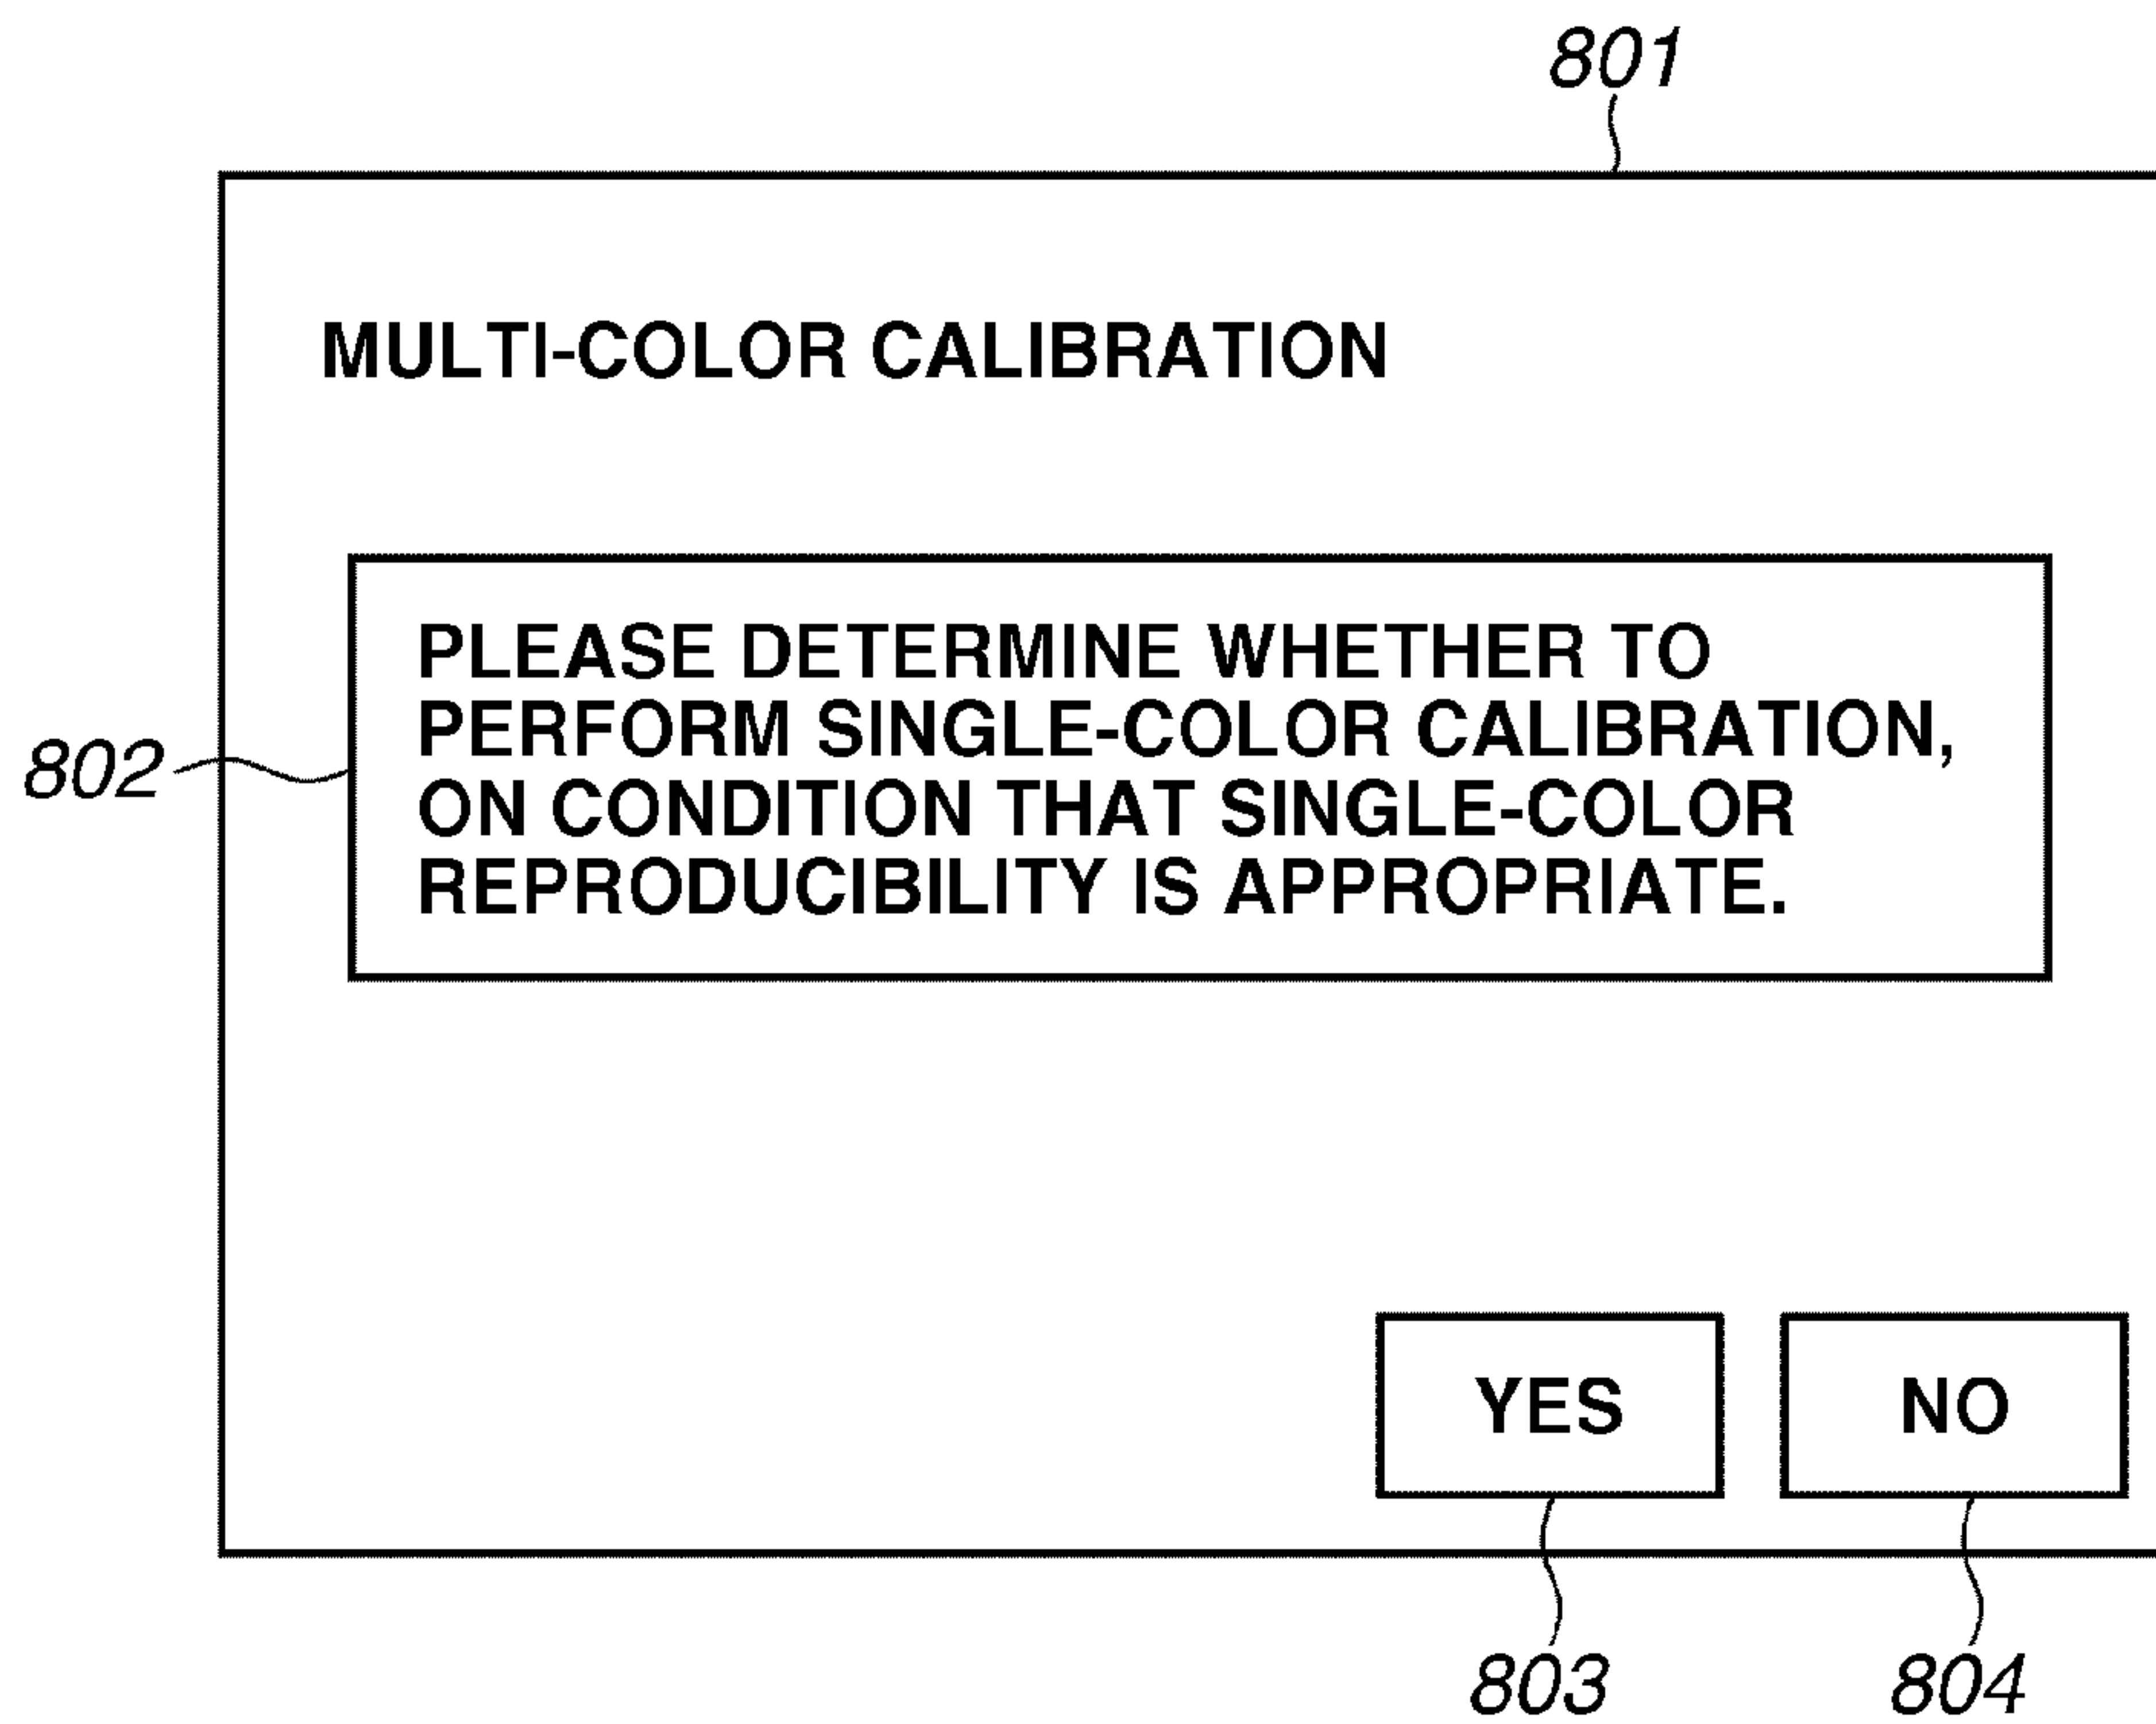 801
MULTI-COLOR CALIBRATION
PLEASE DETERMINE WHETHER TO
PERFORM SINGLE-COLOR CALIBRATION,
ON CONDITION THAT SINGLE-COLOR
REPRODUCIBILITY IS APPROPRIATE.
802
YES NO
803 804